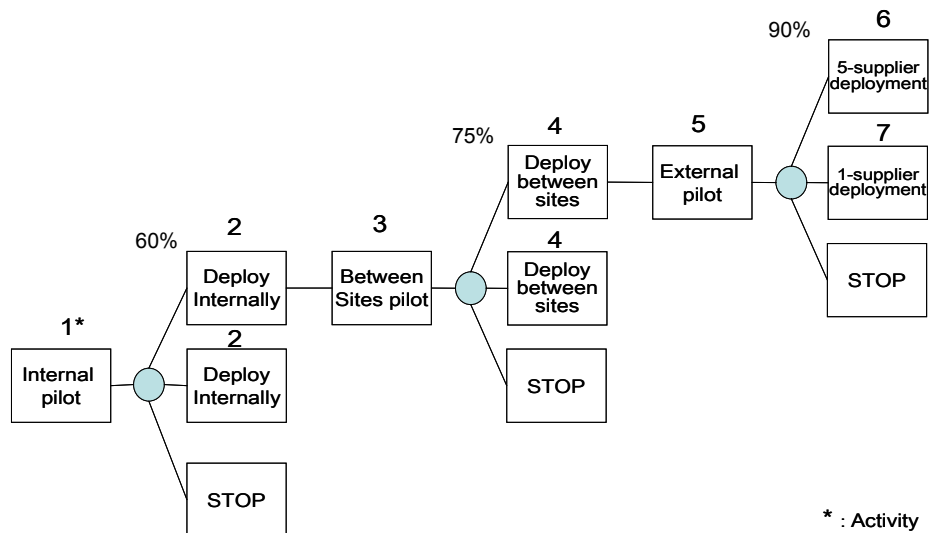 6
90%
5-supplier
deployment
4
75%
5
7
Deploy
between
sites
External
pilot
1-supplier
deployment
2
60%
3
4
Deploy
Internally
Between
Sites pilot
Deploy
between
sites
STOP
1*
2
Internal
pilot
Deploy
Internally
STOP
STOP
* : Activity